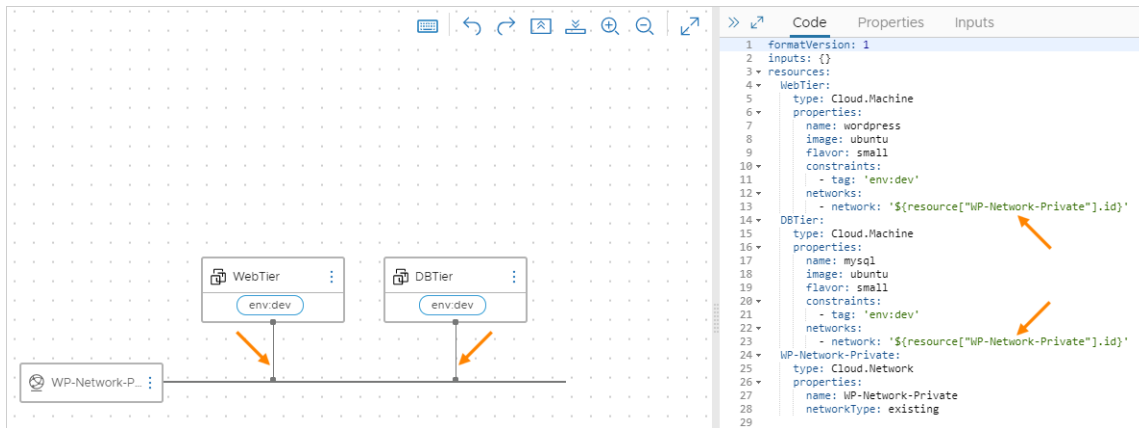 Code Properties Inputs
1 formatVersion: 1
2 inputs: {}
3 resources:
4 WebTier:
5 type: Cloud.Machine
6 properties:
7 name: wordpress
8 image: ubuntu
9 flavor: small
10 constraints:
11 - tag: 'env:dev'
12 networks:
13 - network: '${resource["WP-Network-Private"].id}'
14 DBTier:
15 type: Cloud.Machine
16 properties:
17 name: mysql
18 image: ubuntu
19 flavor: small
20 constraints:
21 - tag: 'env:dev'
22 networks:
23 - network: '${resource["WP-Network-Private"].id}'
24 WP-Network-Private:
25 type: Cloud.Network
26 properties:
27 name: WP-Network-Private
28 networkType: existing
29
WebTier
env:dev
DBTier
env:dev
WP-Network-P...